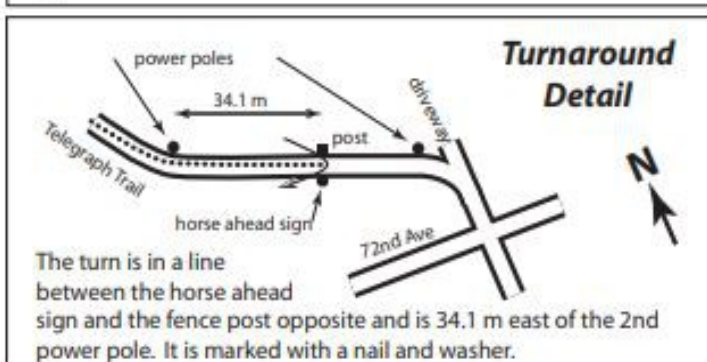 Turnaround
Detail
power poles
34.1 m
driveway
post
Telegraph Trail
N
horse ahead sign
72nd Ave
The turn is in a line
between the horse ahead
sign and the fence post opposite and is 34.1 m east of the 2nd
power pole. It is marked with a nail and washer.